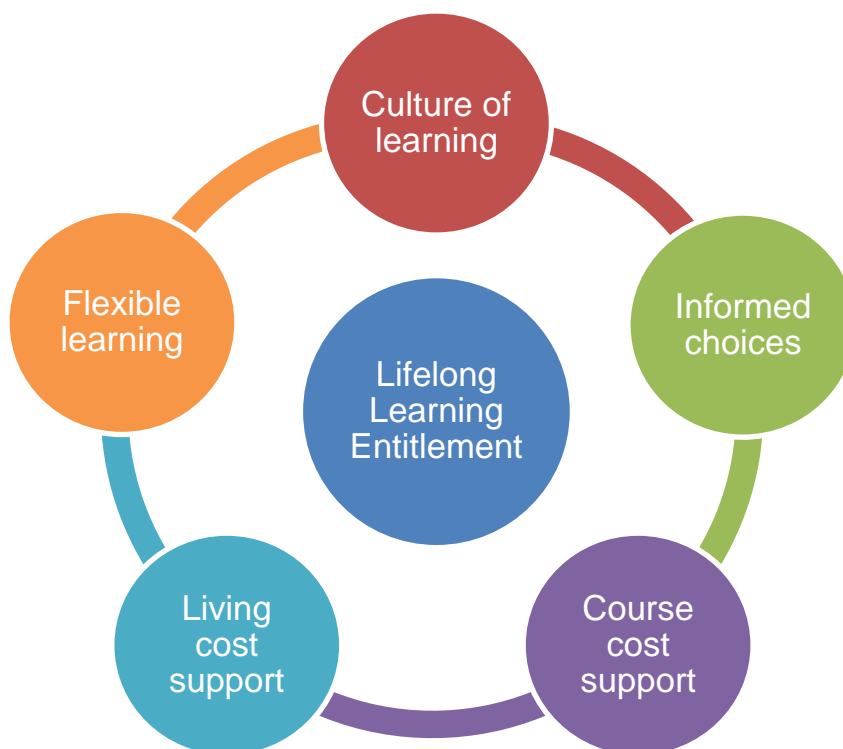 Culture of
learning
Informed
choices
Course
cost
support
Living
cost
support
Flexible
learning
Lifelong
Learning
Entitlement